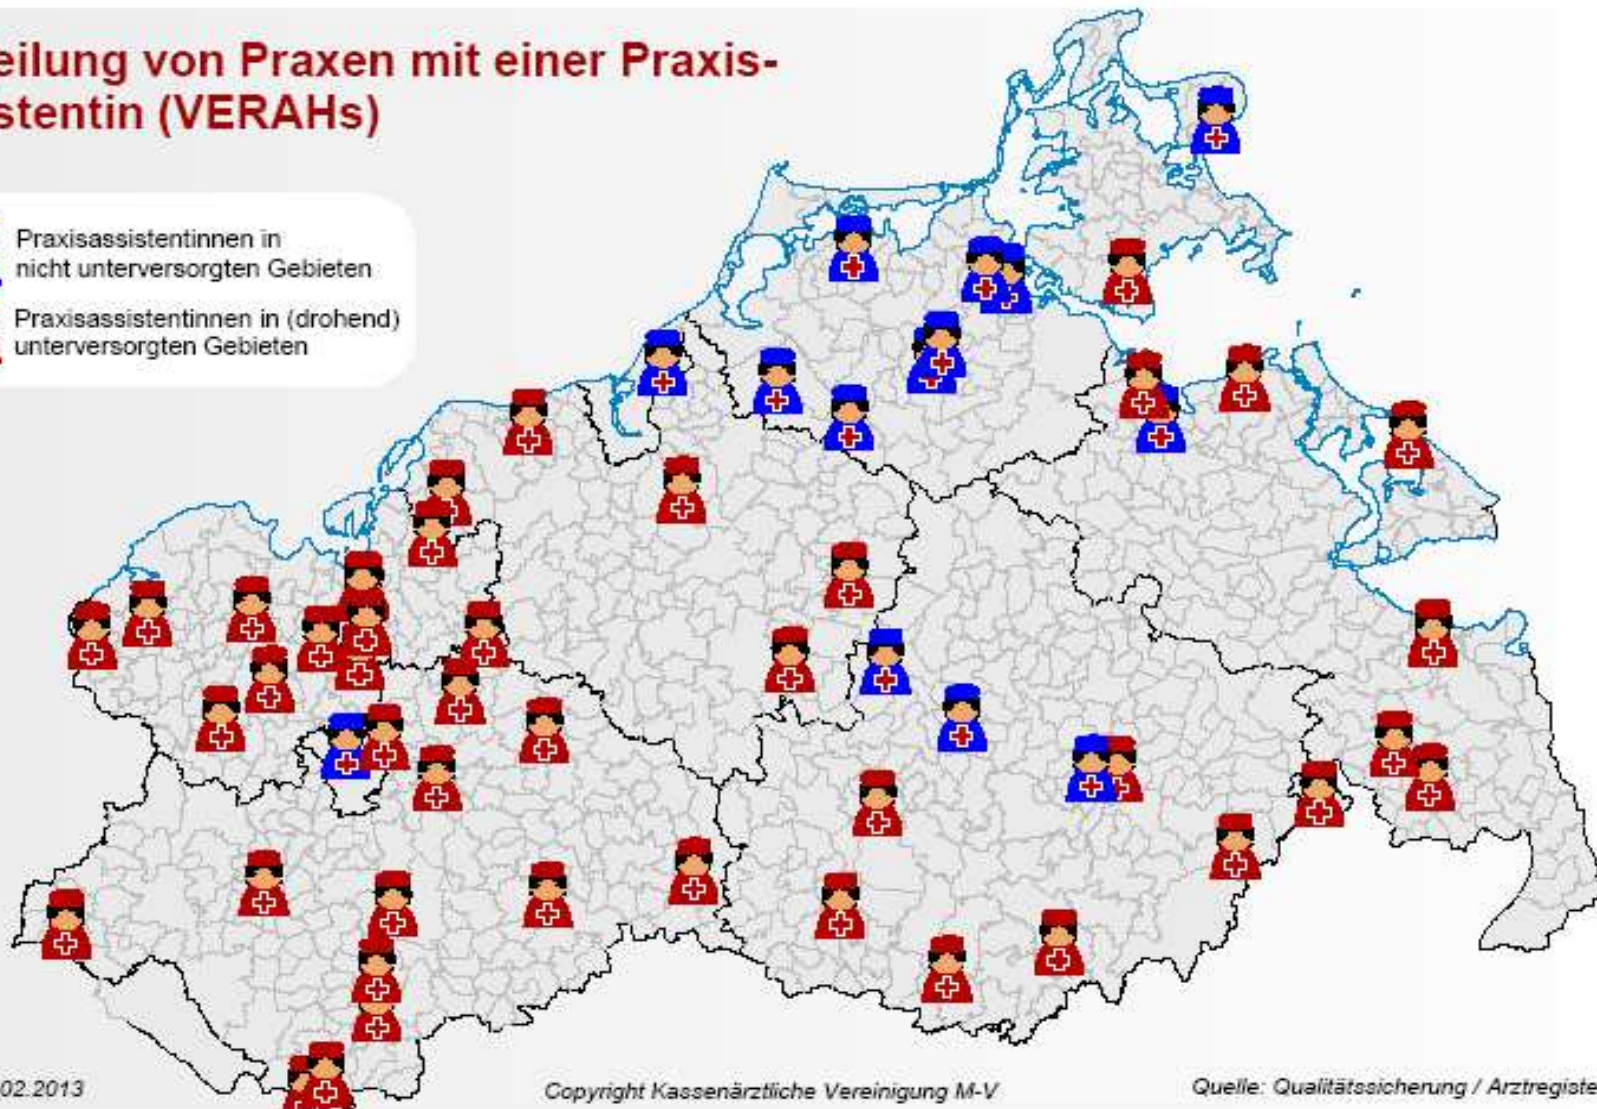 eilung von Praxen mit einer Praxis-
stentin (VERAHs)
Praxisassistentinnen in
nicht unterversorgten Gebieten
Praxisassistentinnen in (drohend)
unterversorgten Gebieten
02.2013
Copyright Kassenärztliche Vereinigung M-V
Quelle: Qualitätssicherung / Arztregiste